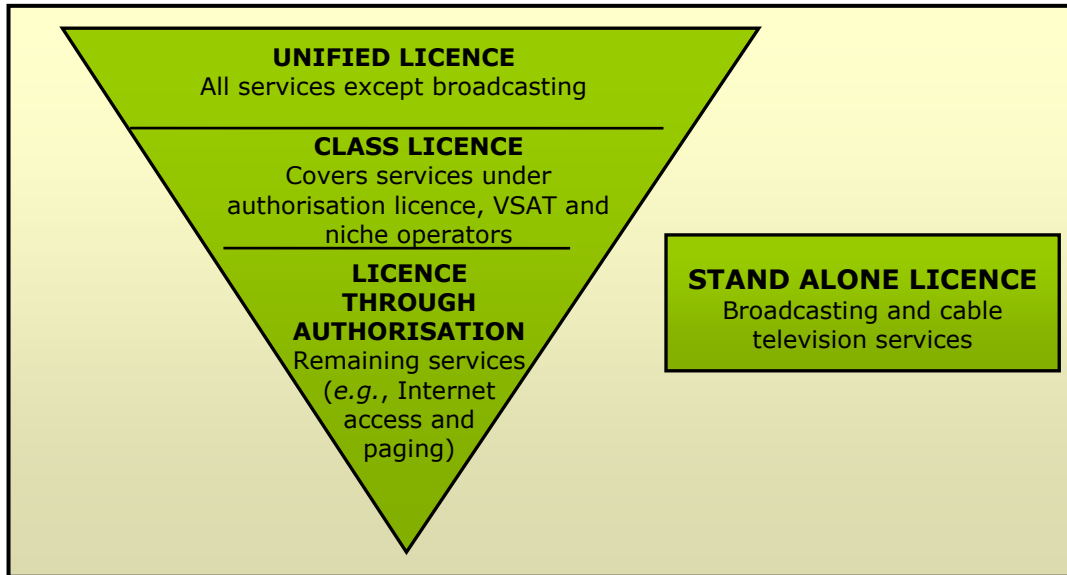 UNIFIED LICENCE
All services except broadcasting
CLASS LICENCE
Covers services under
authorisation licence, VSAT and
niche operators
LICENCE
THROUGH
AUTHORISATION
Remaining services
(e.g., Internet
access and
paging)
STAND ALONE LICENCE
Broadcasting and cable
television services